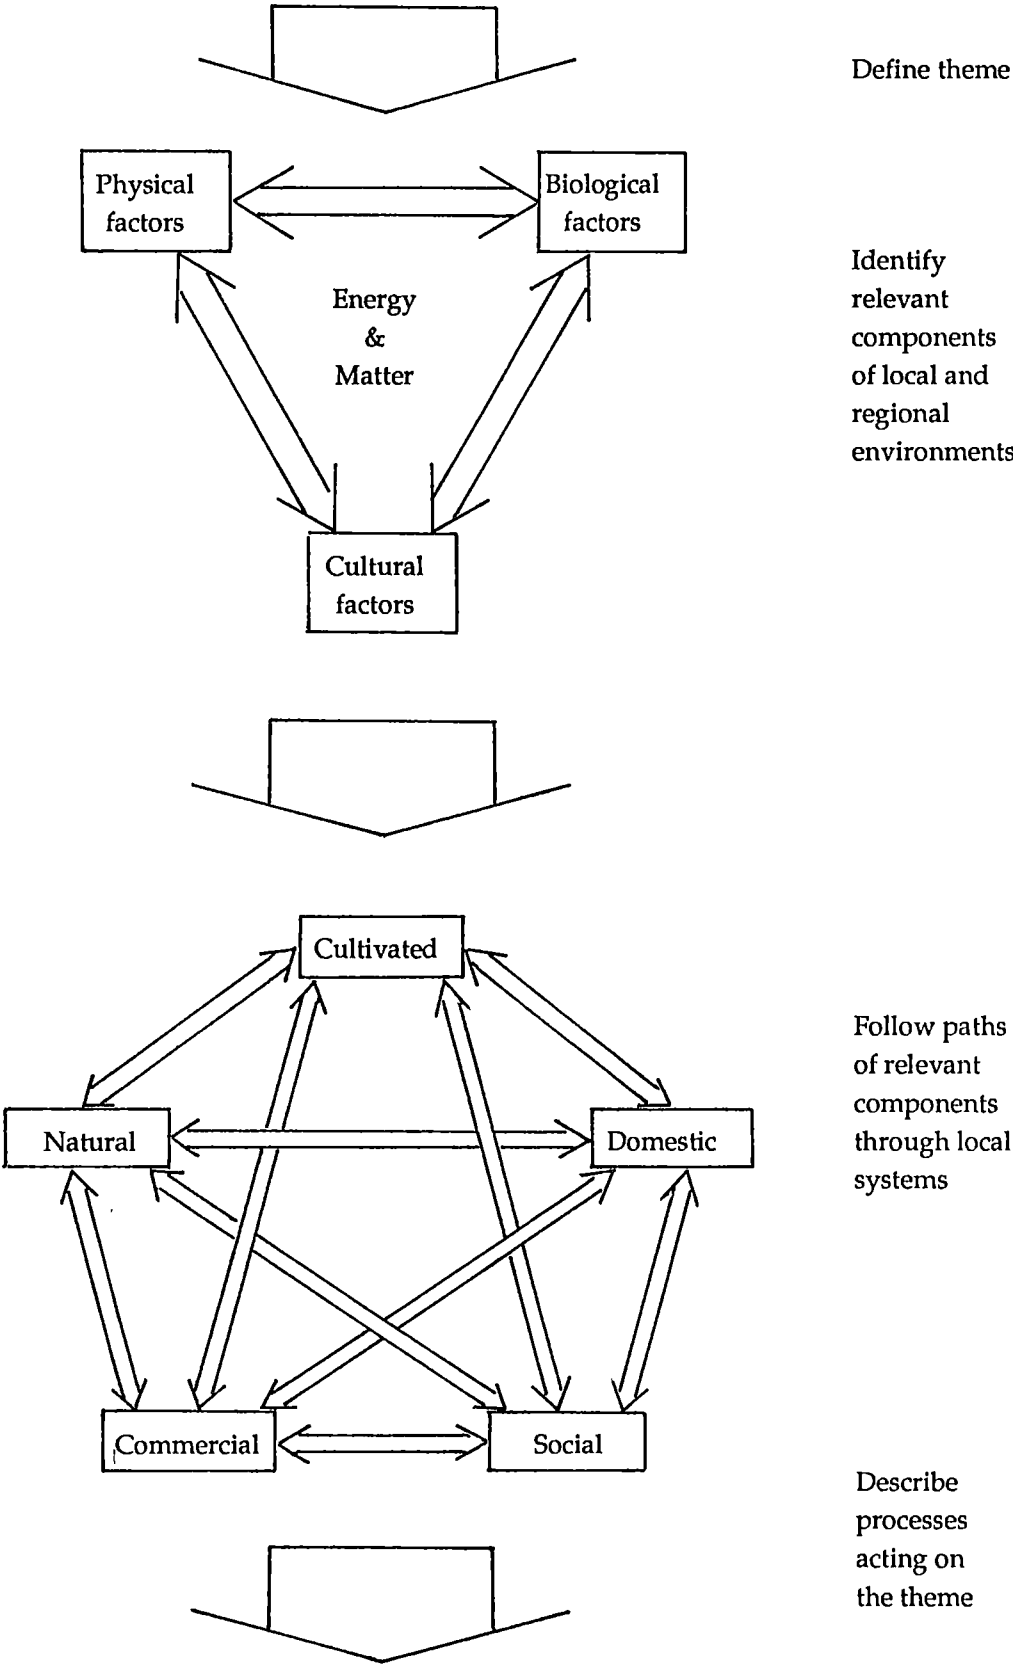 Define theme
Physical
factors
Biological
factors
Energy
&
Matter
Identify
relevant
components
of local and
regional
environments
Cultural
factors
Cultivated
Follow paths
of relevant
components
through local
systems
Natural
Domestic
Commercial
Social
Describe
processes
acting on
the theme